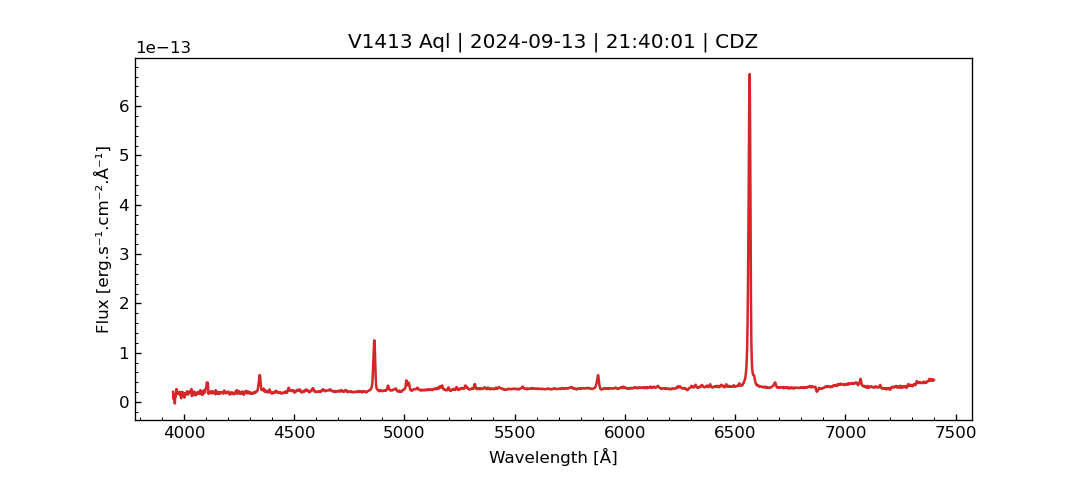 V1413 Aql | 2024-09-13 | 21:40:01 | CDZ
1e−13
Flux [erg.s⁻¹.cm⁻².Å⁻¹]
6
5
4
3
2
1
0
4000 4500 5000 5500 6000 6500 7000 7500
Wavelength [Å]